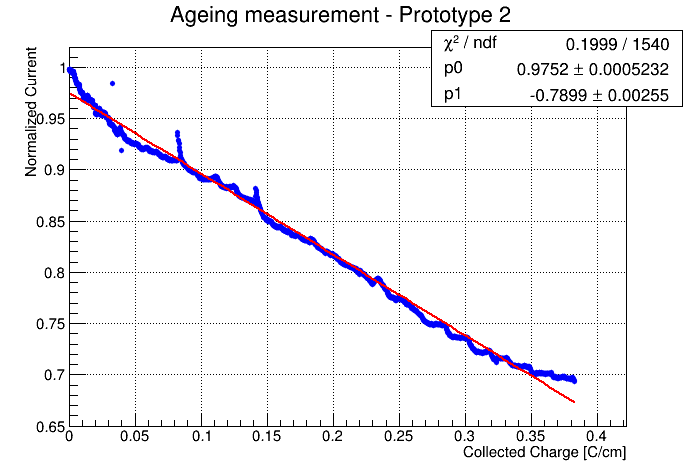 Ageing measurement - Prototype 2
χ² / ndf 0.1999 / 1540
p0 0.9752 ± 0.0005232
p1 -0.7899 ± 0.00255
Normalized Current
1
0.95
0.9
0.85
0.8
0.75
0.7
0.65
0 0.05 0.1 0.15 0.2 0.25 0.3 0.35 0.4
Collected Charge [C/cm]